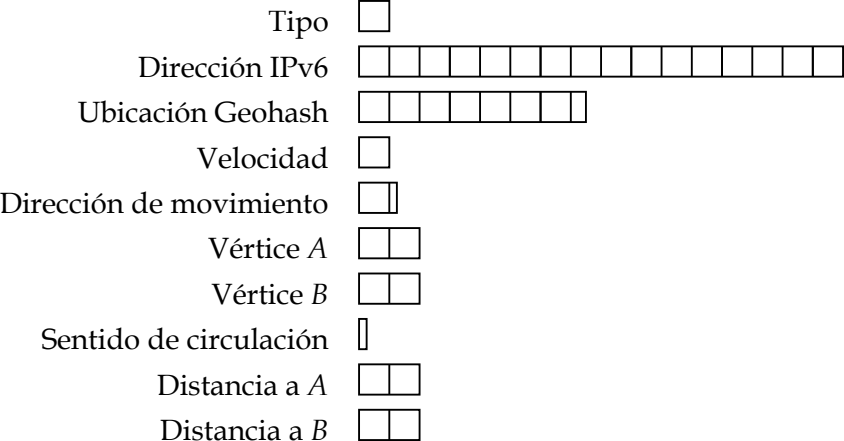 Tipo
Dirección IPv6
Ubicación Geohash
Velocidad
Dirección de movimiento
Vértice A
Vértice B
Sentido de circulación
Distancia a A
Distancia a B